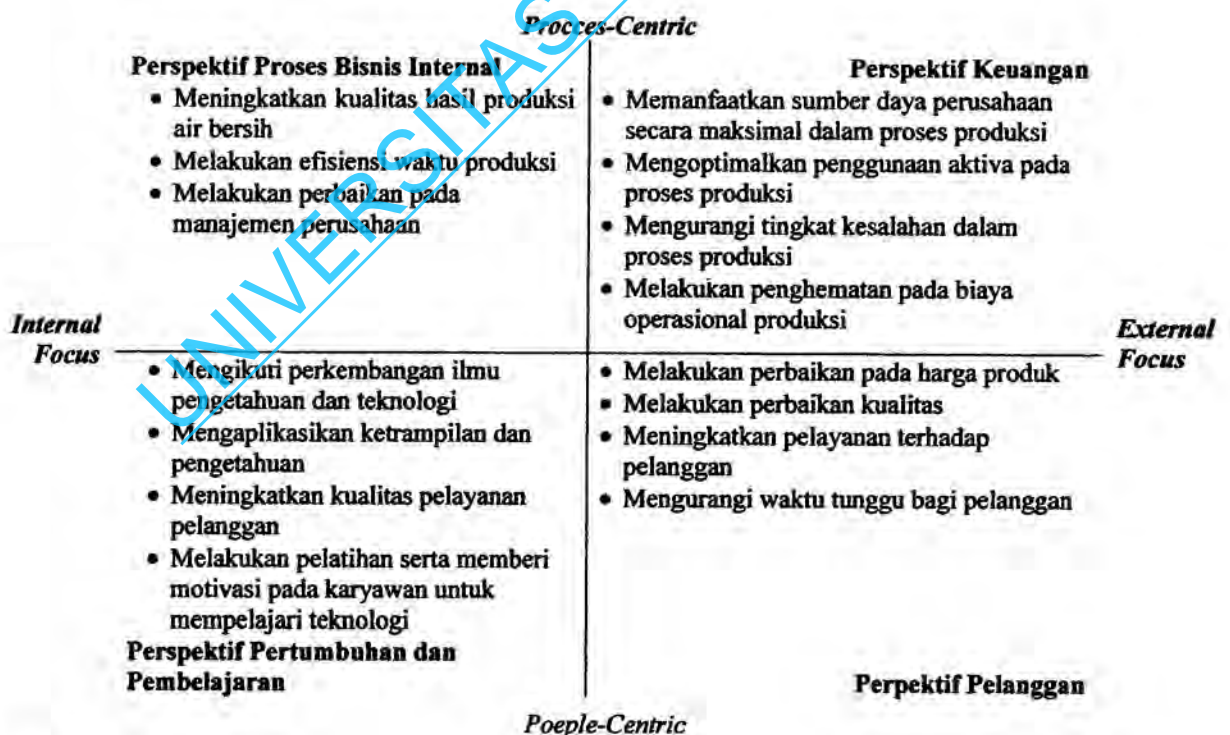 Procces-Centric
Perspektif Proses Bisnis Internal
• Meningkatkan kualitas hasil produksi
air bersih
• Melakukan efisiensi waktu produksi
• Melakukan perbaikan pada
manajemen perusahaan
Perspektif Keuangan
• Memanfaatkan sumber daya perusahaan
secara maksimal dalam proses produksi
• Mengoptimalkan penggunaan aktiva pada
proses produksi
• Mengurangi tingkat kesalahan dalam
proses produksi
• Melakukan penghematan pada biaya
operasional produksi
Internal
Focus
External
Focus
• Mengikuti perkembangan ilmu
pengetahuan dan teknologi
• Mengaplikasikan ketrampilan dan
pengetahuan
• Meningkatkan kualitas pelayanan
pelanggan
• Melakukan pelatihan serta memberi
motivasi pada karyawan untuk
mempelajari teknologi
Perspektif Pertumbuhan dan
Pembelajaran
• Melakukan perbaikan pada harga produk
• Melakukan perbaikan kualitas
• Meningkatkan pelayanan terhadap
pelanggan
• Mengurangi waktu tunggu bagi pelanggan
Perpektif Pelanggan
Poeple-Centric
UNIVERSITAS